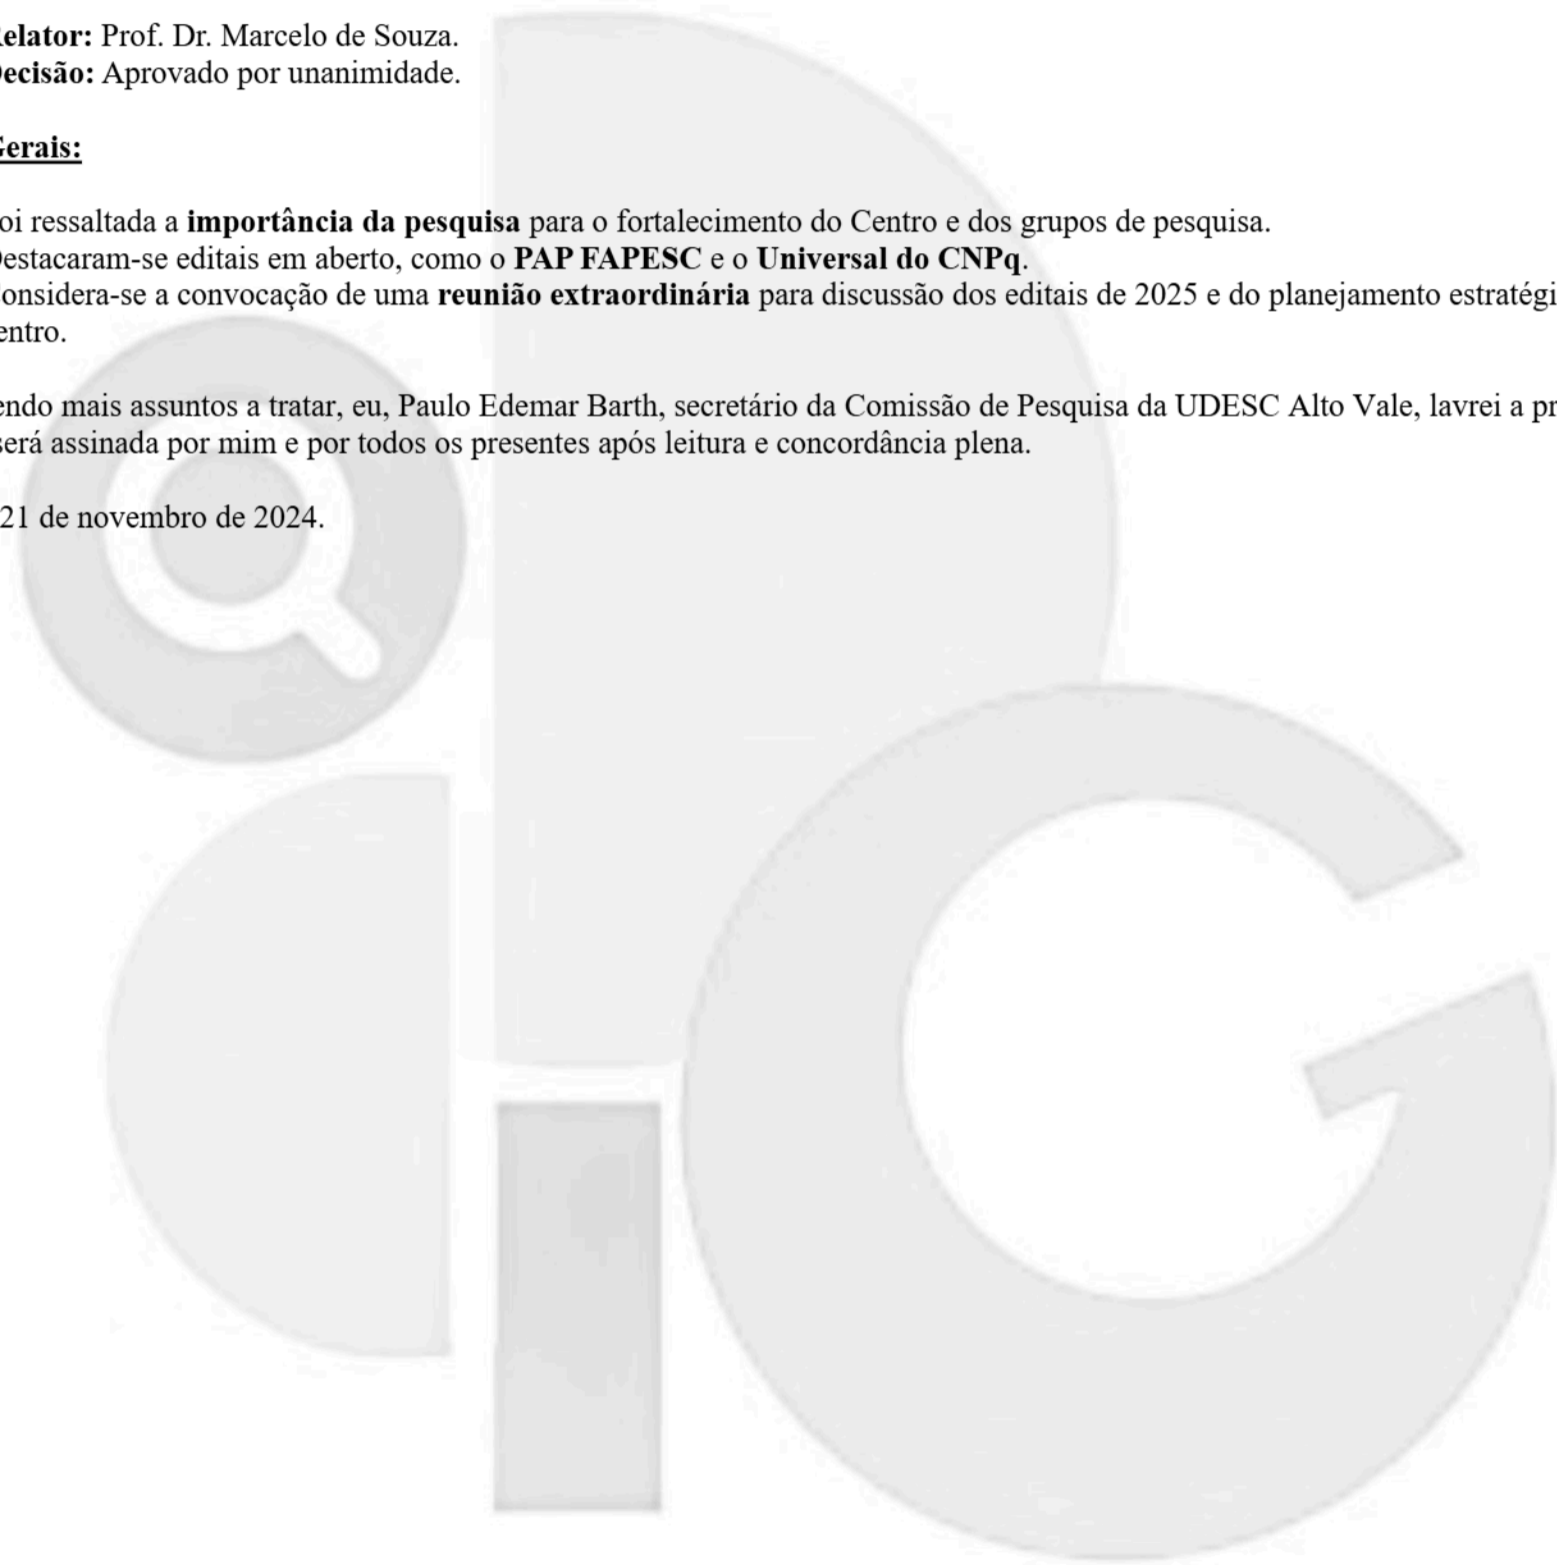 elator: Prof. Dr. Marcelo de Souza.
ecisão: Aprovado por unanimidade.
Gerais:
oi ressaltada a importância da pesquisa para o fortalecimento do Centro e dos grupos de pesquisa.
Destacaram-se editais em aberto, como o PAP FAPESC e o Universal do CNPq.
onsidera-se a convocação de uma reunião extraordinária para discussão dos editais de 2025 e do planejamento estratégi
entro.
endo mais assuntos a tratar, eu, Paulo Edemar Barth, secretário da Comissão de Pesquisa da UDESC Alto Vale, lavrei a pr
será assinada por mim e por todos os presentes após leitura e concordância plena.
21 de novembro de 2024.